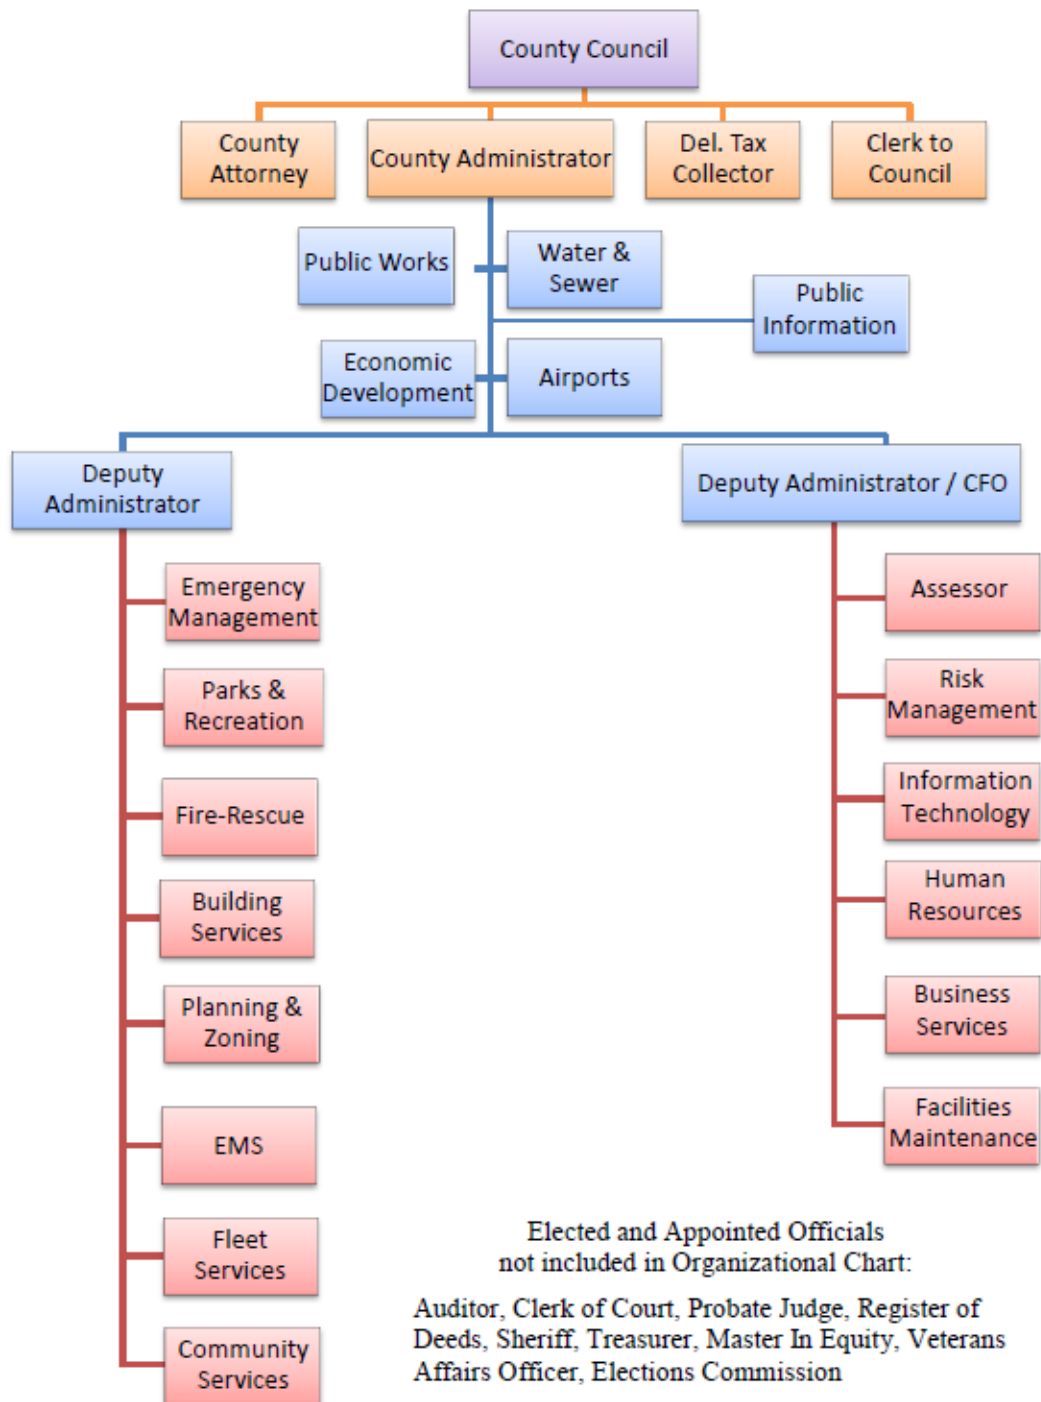 County Council
County
Attorney
County Administrator
Del. Tax
Collector
Clerk to
Council
Public Works
Water &
Sewer
Public
Information
Economic
Development
Airports
Deputy
Administrator
Deputy Administrator / CFO
Emergency
Management
Parks &
Recreation
Fire-Rescue
Building
Services
Planning &
Zoning
EMS
Fleet
Services
Community
Services
Assessor
Risk
Management
Information
Technology
Human
Resources
Business
Services
Facilities
Maintenance
Elected and Appointed Officials
not included in Organizational Chart:
Auditor, Clerk of Court, Probate Judge, Register of
Deeds, Sheriff, Treasurer, Master In Equity, Veterans
Affairs Officer, Elections Commission